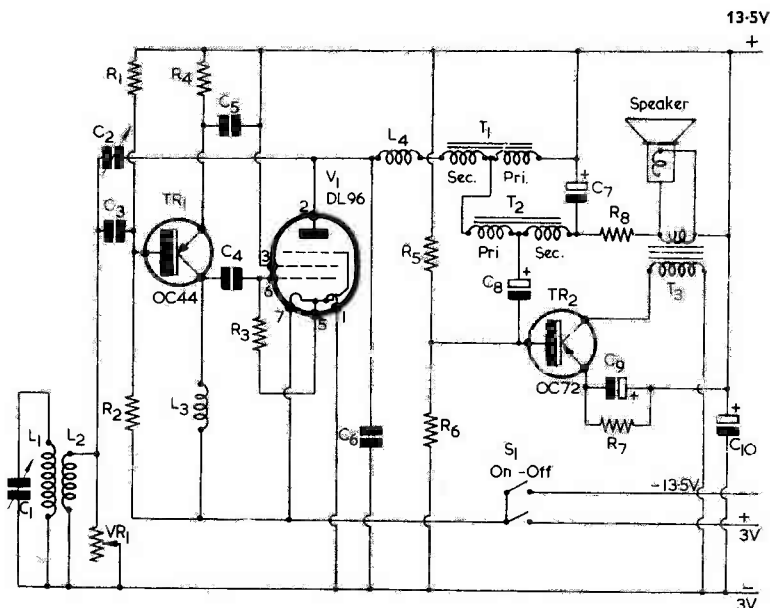 13·5V
+
R1
R4
C5
C2
Speaker
L4
T1
V1
DL96
Sec.
Pri.
+
C7
TR1
C3
2
T2
R8
C4
3
6
R5
Pri
Sec.
T3
OC44
+
C8
TR2
7
5
1
R3
C9
+
OC72
R2
L3
C6
R6
R7
+
C10
L1
L2
S1
On-Off
-13·5V
C1
VR1
+
3V
-
3V